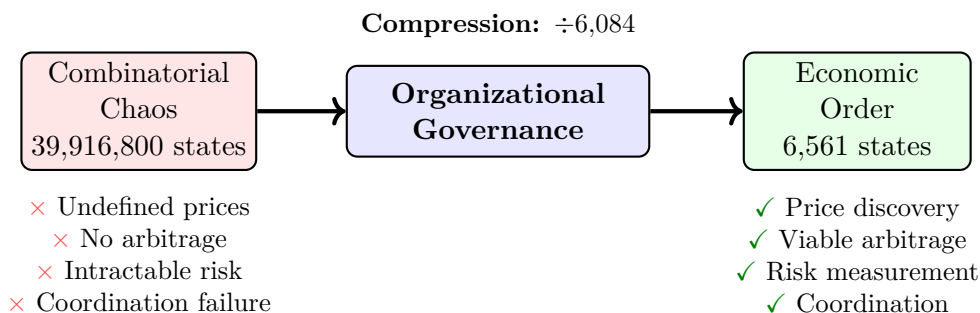 Compression: ÷6,084
Combinatorial
Chaos
39,916,800 states
Organizational
Governance
Economic
Order
6,561 states
× Undefined prices
× No arbitrage
× Intractable risk
× Coordination failure
✓ Price discovery
✓ Viable arbitrage
✓ Risk measurement
✓ Coordination